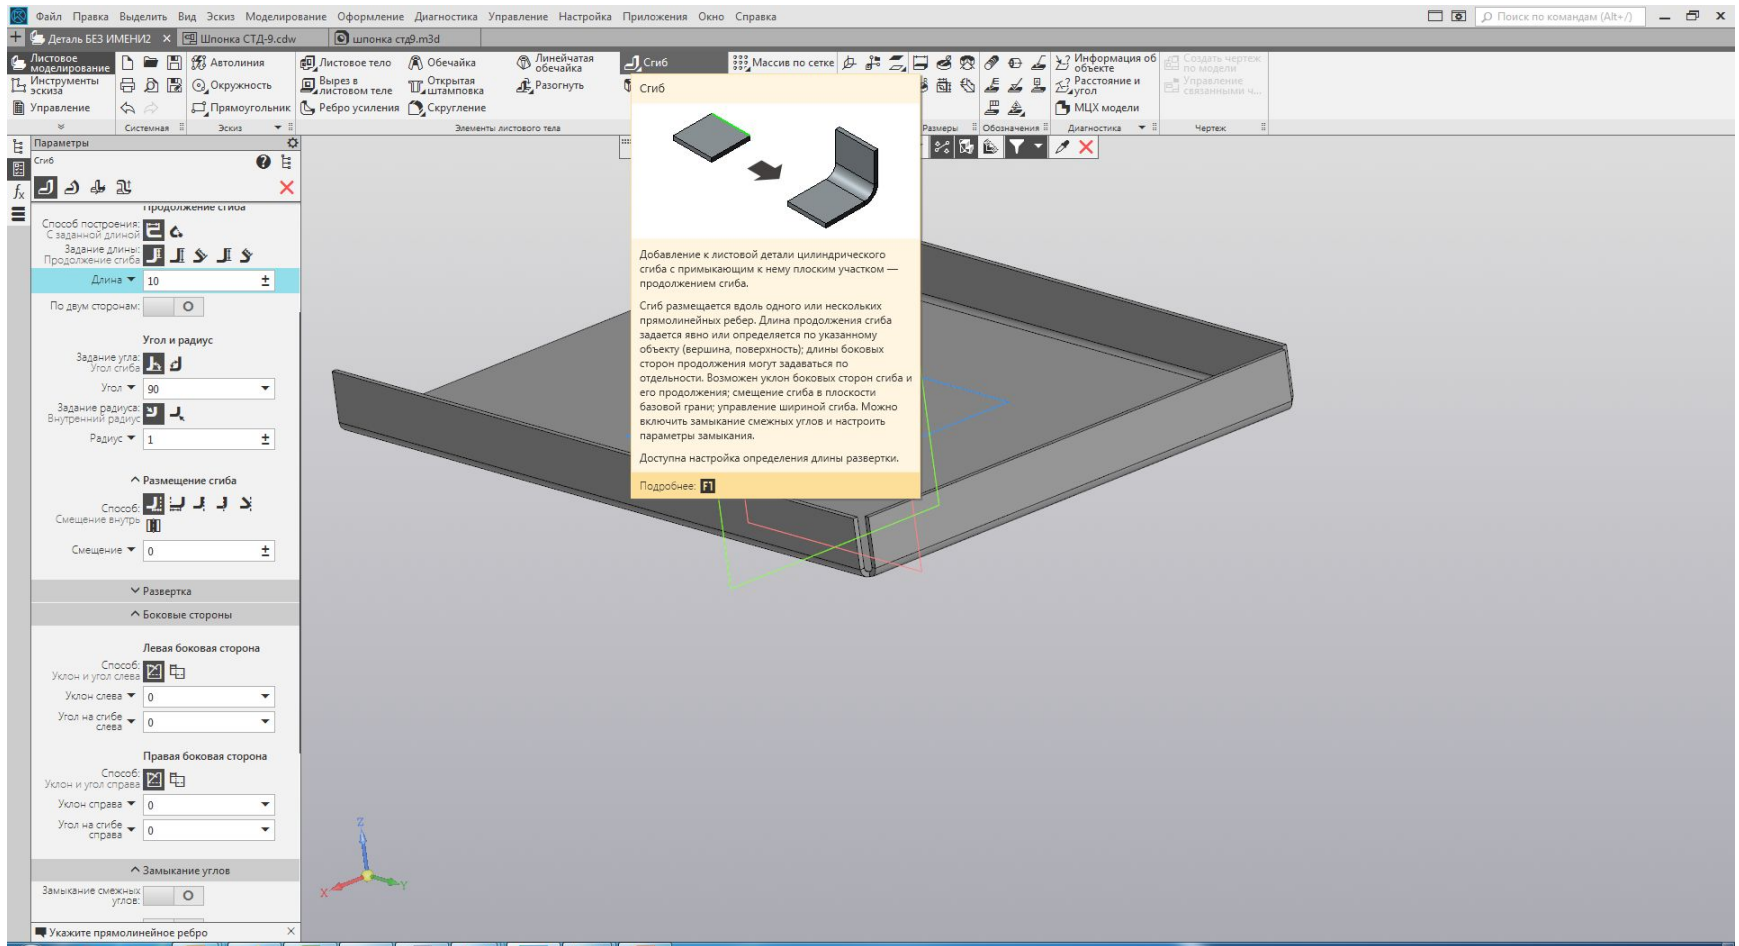 Файл Правка Выделить Вид Эскиз Моделирование Оформление Диагностика Управление Настройка Приложения Окно Справка
Поиск по командам (Alt+/)
Деталь БЕЗ ИМЕНИ2
Шпонка СТД-9.cdw
шпонка стд9.m3d
Листовое моделирование
Инструменты эскиза
Управление
Системная
Автолиния
Окружность
Прямоугольник
Эскиз
Листовое тело
Вырез в листовом теле
Ребро усиления
Обечайка
Открытая штамповка
Скругление
Линейчатая обечайка
Разогнуть
Элементы листового тела
Сгиб
Массив по сетке
Размеры
Обозначения
Информация об объекте
Расстояние и угол
МЦХ модели
Диагностика
Создать чертеж по модели
Управление связанными ч...
Чертеж
Параметры
Сгиб
Продолжение сгиба
Способ построения:
С заданной длиной
Задание длины:
Продолжение сгиба
Длина 10
По двум сторонам:
Угол и радиус
Задание угла:
Угол сгиба
Угол 90
Задание радиуса:
Внутренний радиус
Радиус 1
Размещение сгиба
Способ:
Смещение внутрь
Смещение 0
Развертка
Боковые стороны
Левая боковая сторона
Способ:
Уклон и угол слева
Уклон слева 0
Угол на сгибе слева 0
Правая боковая сторона
Способ:
Уклон и угол справа
Уклон справа 0
Угол на сгибе справа 0
Замыкание углов
Замыкание смежных углов:
Укажите прямолинейное ребро
Сгиб
Добавление к листовой детали цилиндрического
сгиба с примыкающим к нему плоским участком —
продолжением сгиба.
Сгиб размещается вдоль одного или нескольких
прямолинейных ребер. Длина продолжения сгиба
задается явно или определяется по указанному
объекту (вершина, поверхность); длины боковых
сторон продолжения могут задаваться по
отдельности. Возможен уклон боковых сторон сгиба и
его продолжения; смещение сгиба в плоскости
базовой грани; управление шириной сгиба. Можно
включить замыкание смежных углов и настроить
параметры замыкания.
Доступна настройка определения длины развертки.
Подробнее: F1
Z
X
Y